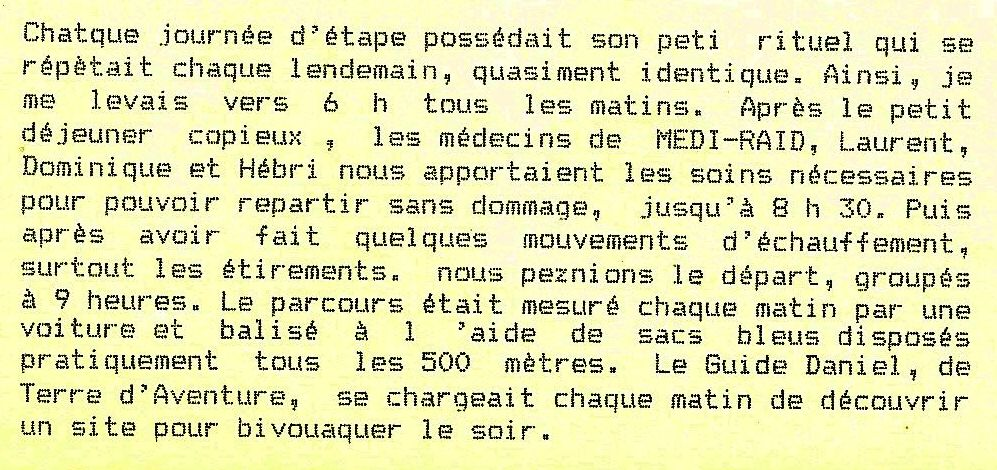 Chatque journée d'étape possédait son peti rituel qui se
répètait chaque lendemain, quasiment identique. Ainsi, je
me levais vers 6 h tous les matins. Après le petit
déjeuner copieux , les médecins de MEDI-RAID, Laurent,
Dominique et Hébri nous apportaient les soins nécessaires
pour pouvoir repartir sans dommage, jusqu'à 8 h 30. Puis
après avoir fait quelques mouvements d'échauffement,
surtout les étirements. nous peznions le départ, groupés
à 9 heures. Le parcours était mesuré chaque matin par une
voiture et balisé à l 'aide de sacs bleus disposés
pratiquement tous les 500 mètres. Le Guide Daniel, de
Terre d'Aventure, se chargeait chaque matin de découvrir
un site pour bivouaquer le soir.